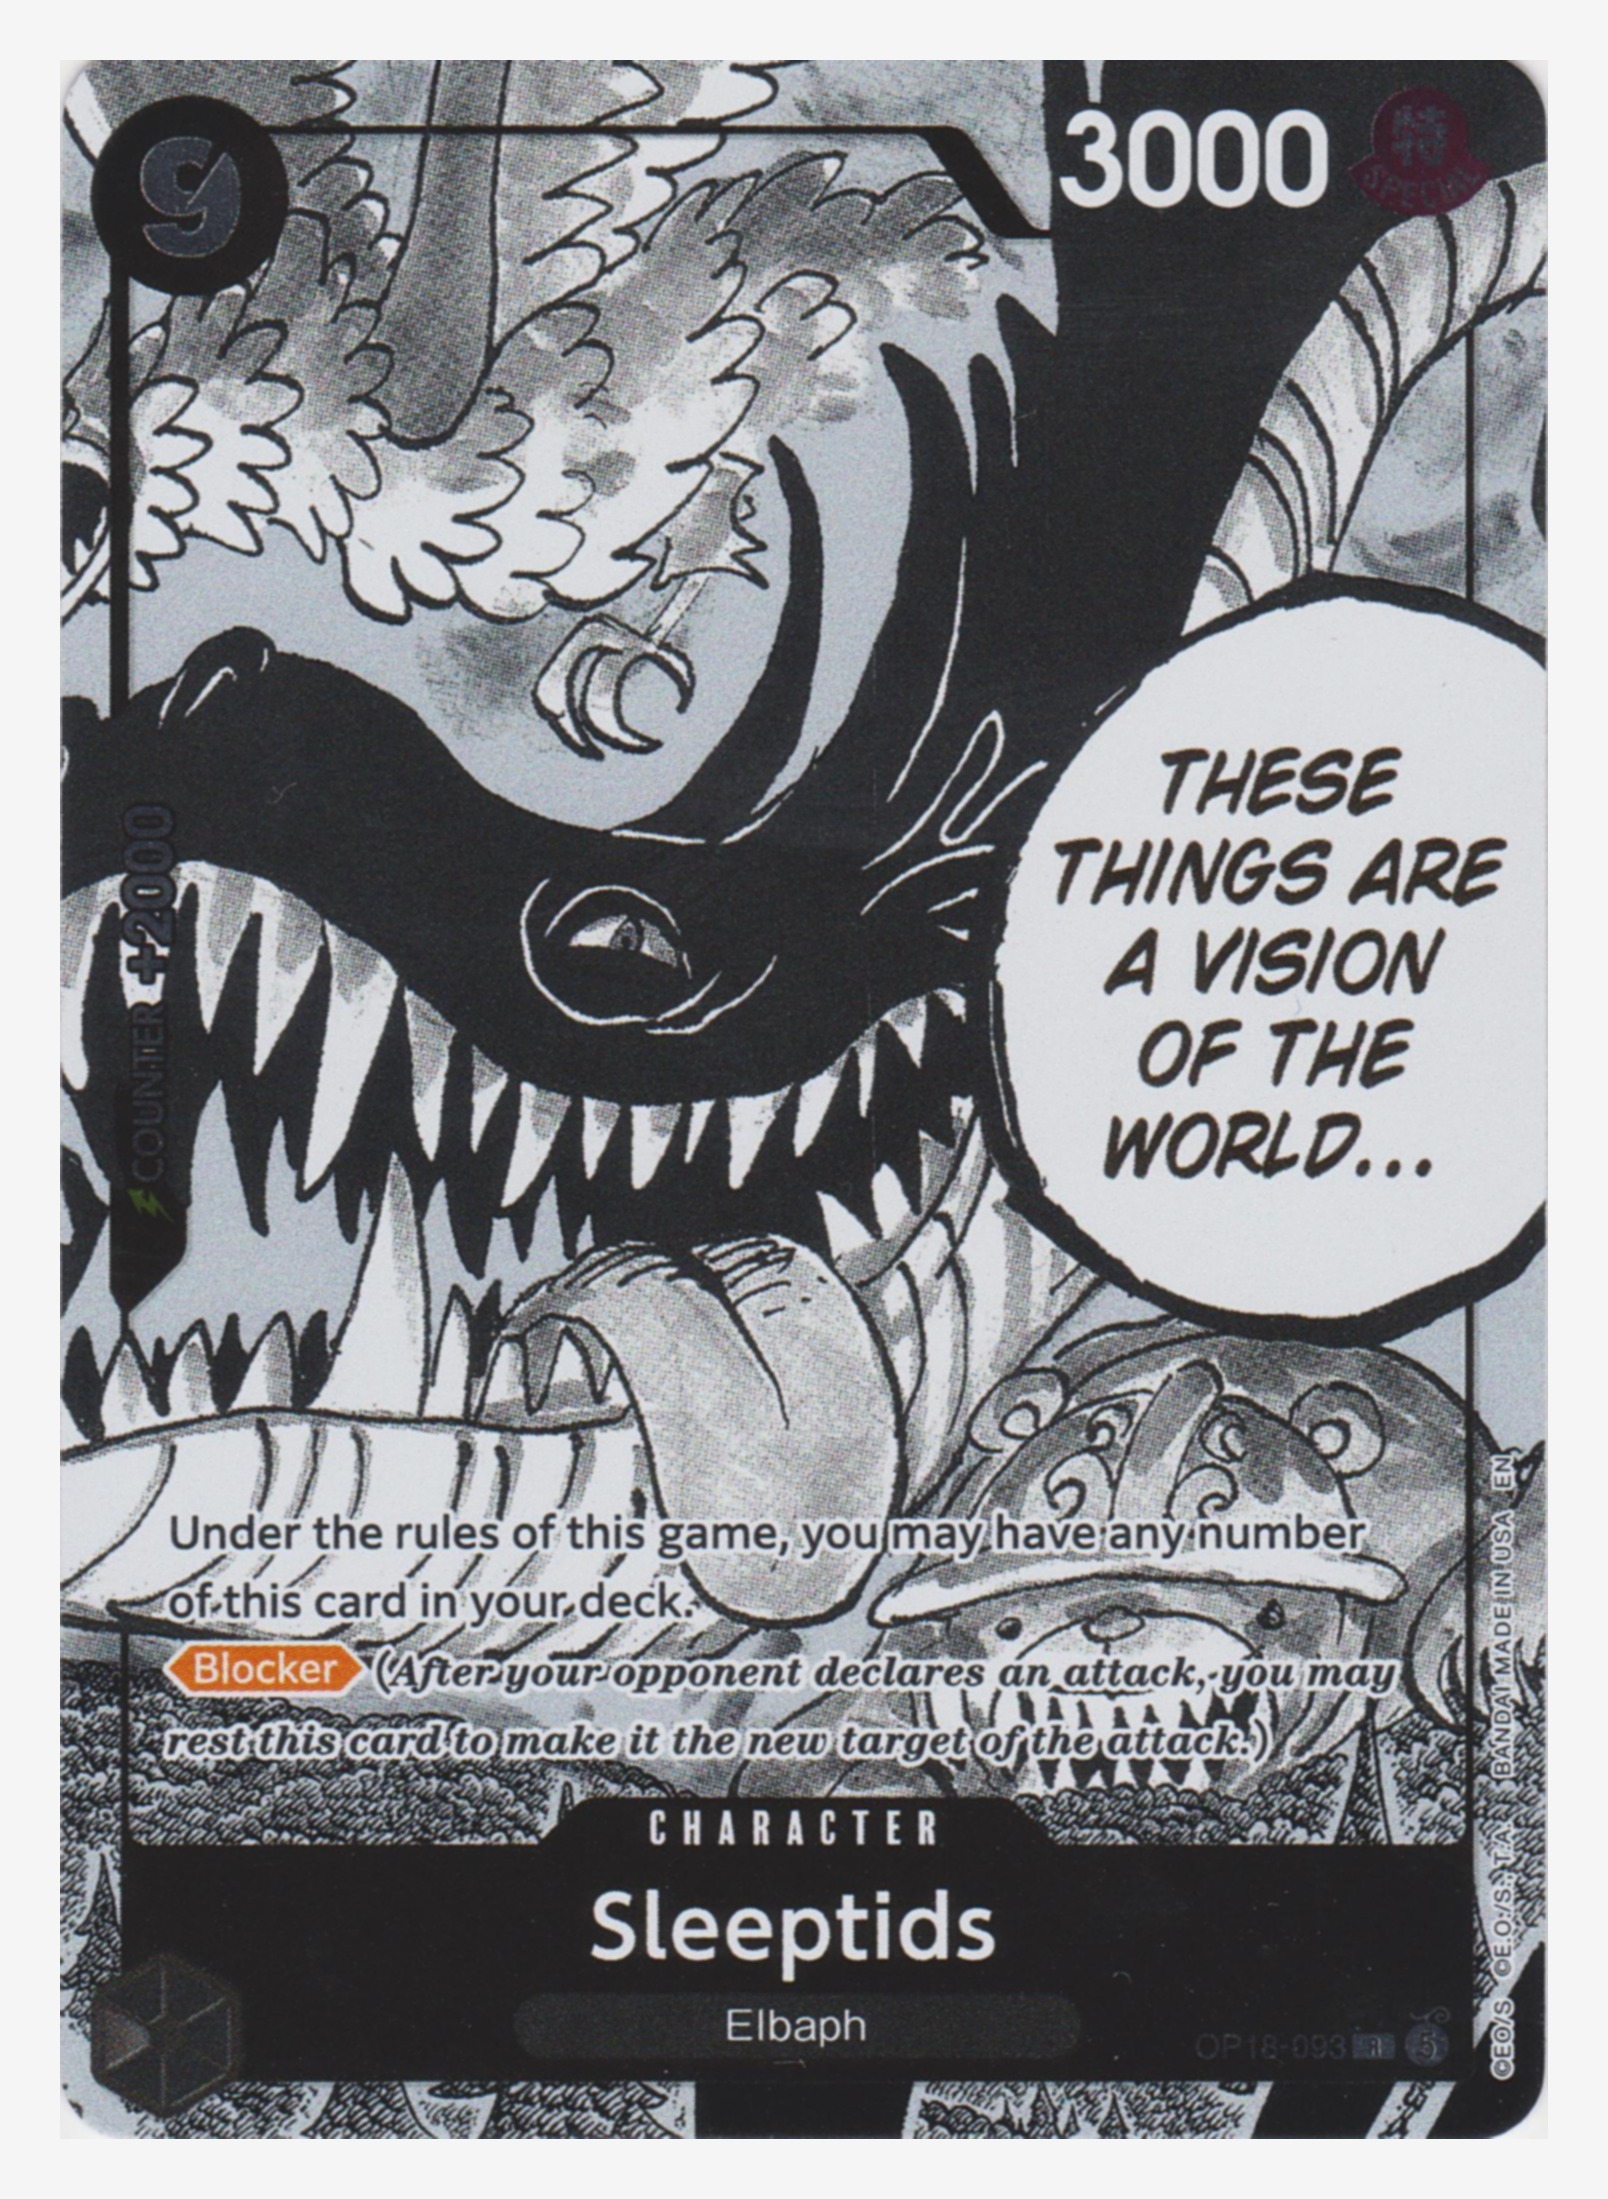 9
3000
特
SPECIAL
THESE
THINGS ARE
A VISION
OF THE
WORLD...
COUNTER +2000
Under the rules of this game, you may have any number
of this card in your deck.
Blocker (After your opponent declares an attack, you may
rest this card to make it the new target of the attack.)
CHARACTER
Sleeptids
Elbaph
OP18-093 R 5
©EO/S ©E.O./S.,T.A. BANDAI MADE IN USA EN